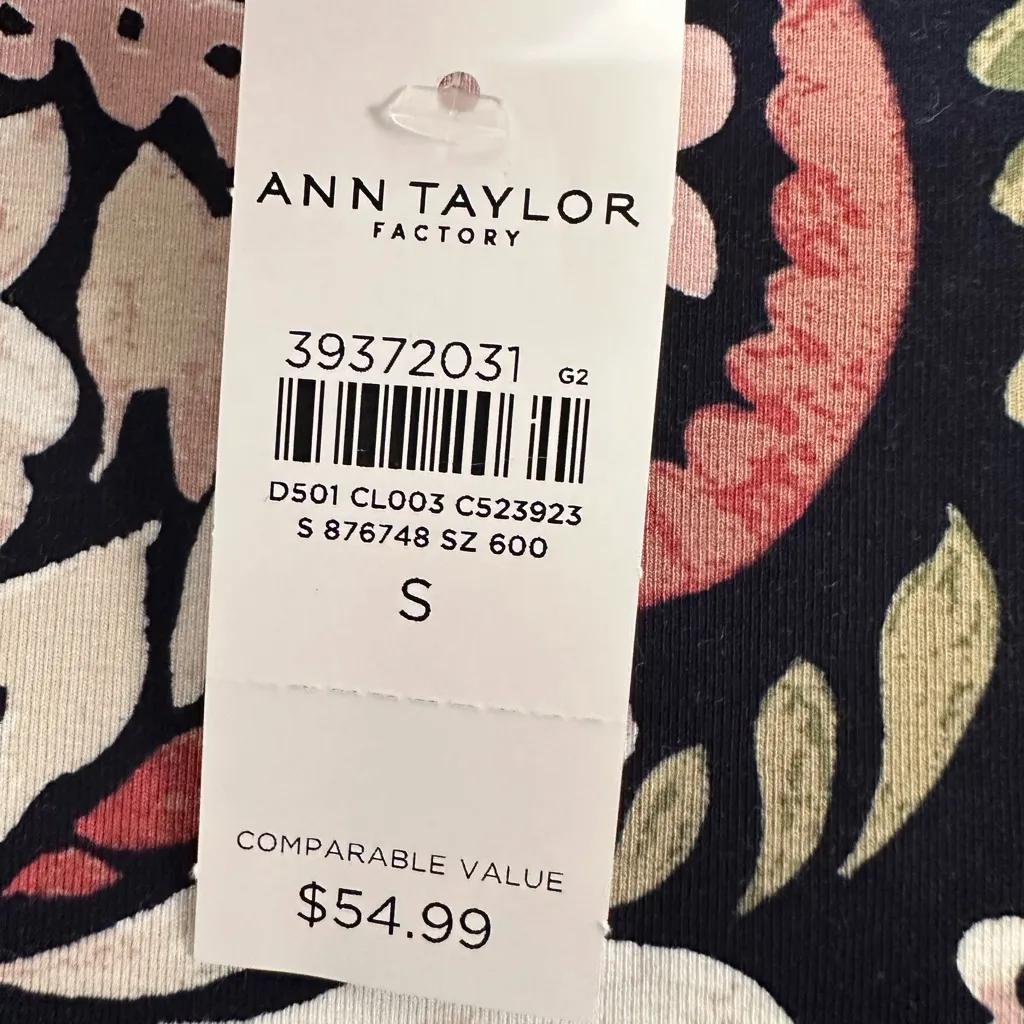 ANN TAYLOR
FACTORY
39372031 G2
D501 CL003 C523923
S 876748 SZ 600
S
COMPARABLE VALUE
$54.99